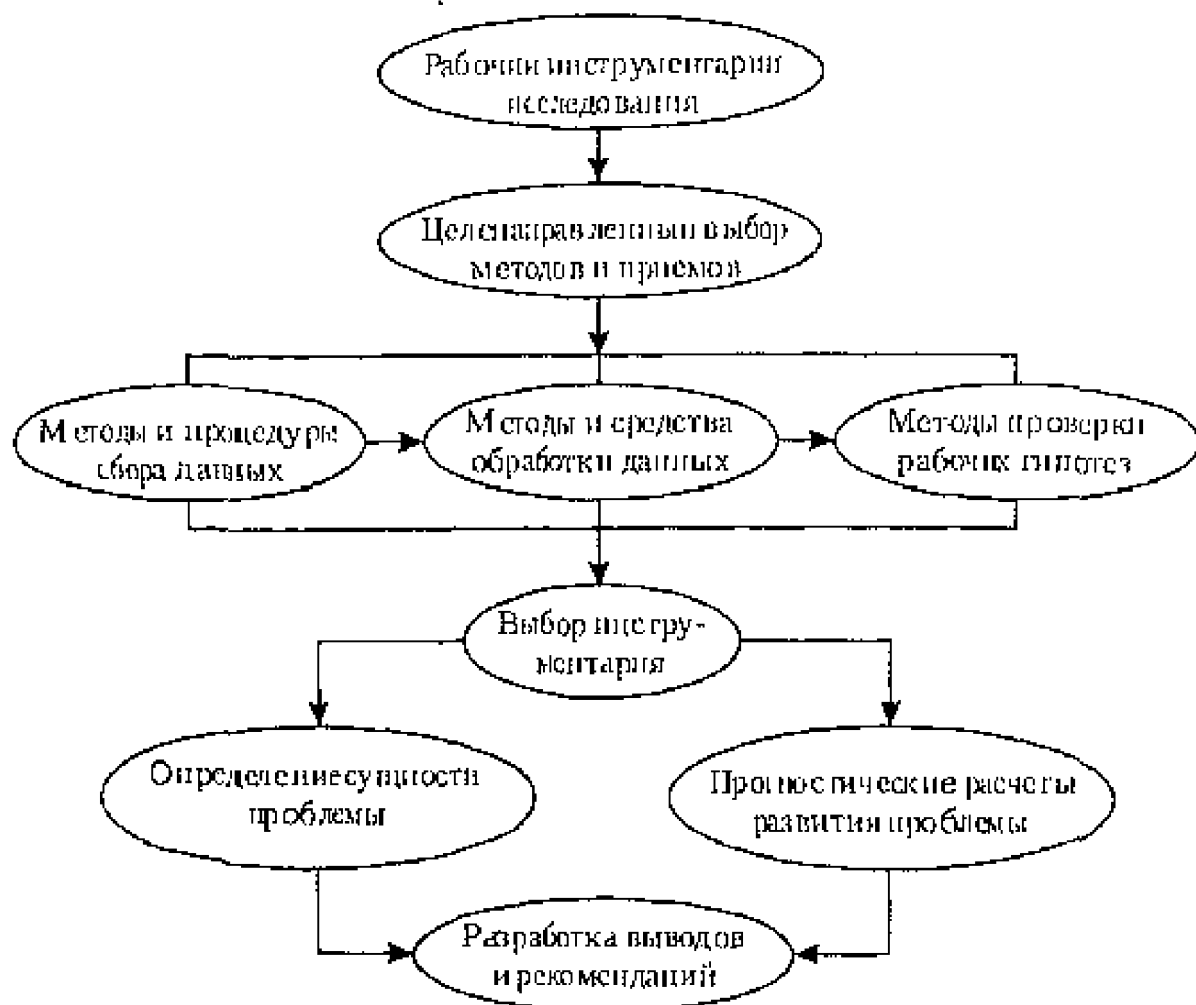 Рабочий инструментарий
исследования
Целенаправленный выбор
методов и приемов
Методы и процедуры
сбора данных
Методы и средства
обработки данных
Методы проверки
рабочих гипотез
Выбор инстру-
ментария
Определение сущности
проблемы
Прогностические расчеты
развития проблемы
Разработка выводов
и рекомендаций